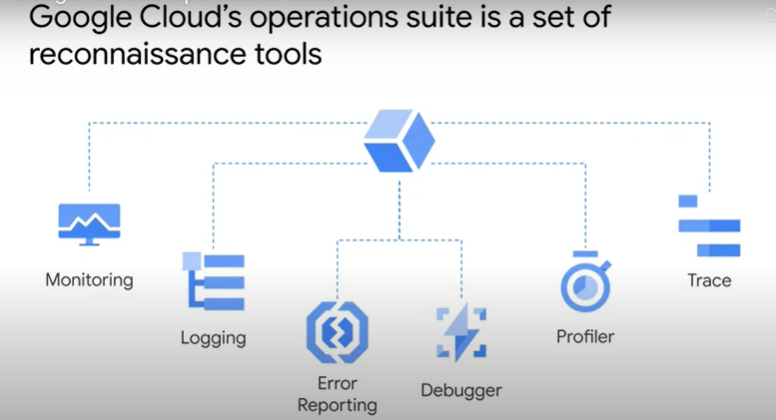 Google Cloud's operations suite is a set of
reconnaissance tools
Monitoring
Logging
Error
Reporting
Debugger
Profiler
Trace